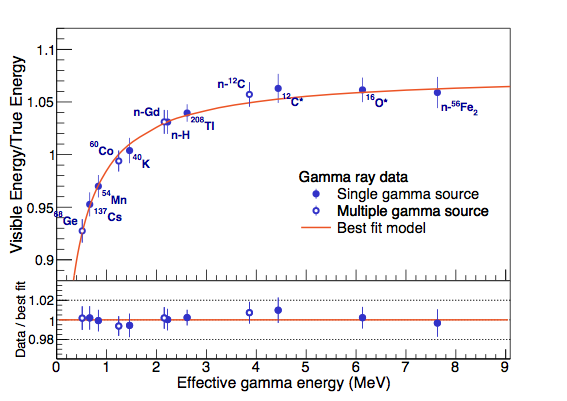 Visible Energy/True Energy
1.1
1.05
1
0.95
0.9
n-¹²C
¹²C*
¹⁶O*
n-⁵⁶Fe₂
n-Gd
n-H
²⁰⁸Tl
⁶⁰Co
⁴⁰K
⁵⁴Mn
¹³⁷Cs
⁶⁸Ge
Gamma ray data
Single gamma source
Multiple gamma source
Best fit model
Data / best fit
1.02
1
0.98
0 1 2 3 4 5 6 7 8 9
Effective gamma energy (MeV)